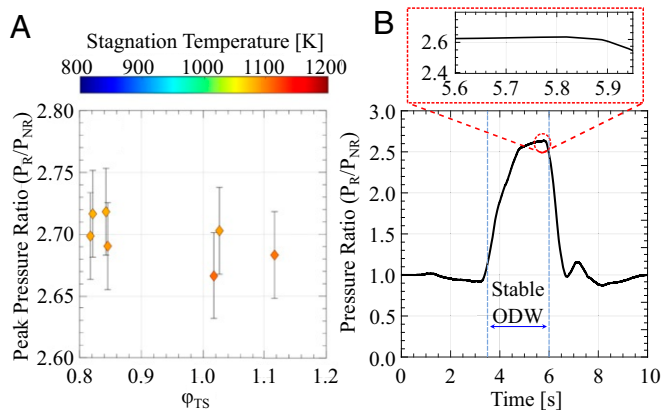 A
Stagnation Temperature [K]
800 900 1000 1100 1200
Peak Pressure Ratio (P_R/P_NR)
2.80
2.75
2.70
2.65
2.60
0.8 0.9 1.0 1.1 1.2
φ_TS
B
2.6
2.4
5.6 5.7 5.8 5.9
Pressure Ratio (P_R/P_NR)
3.0
2.5
2.0
1.5
1.0
0.5
0.0
Stable
ODW
0 2 4 6 8 10
Time [s]